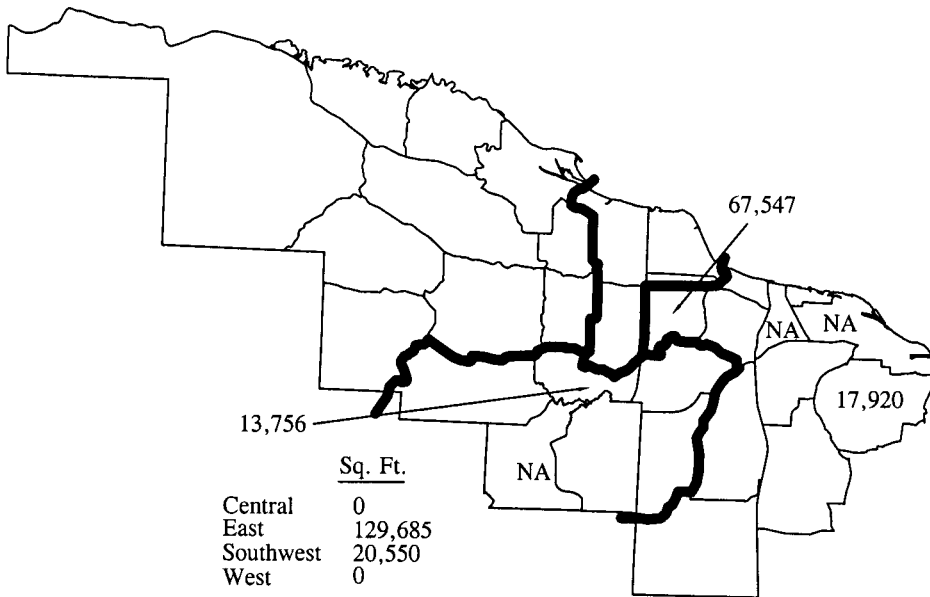 67,547
NA
NA
17,920
13,756
NA
Sq. Ft.
Central 0
East 129,685
Southwest 20,550
West 0